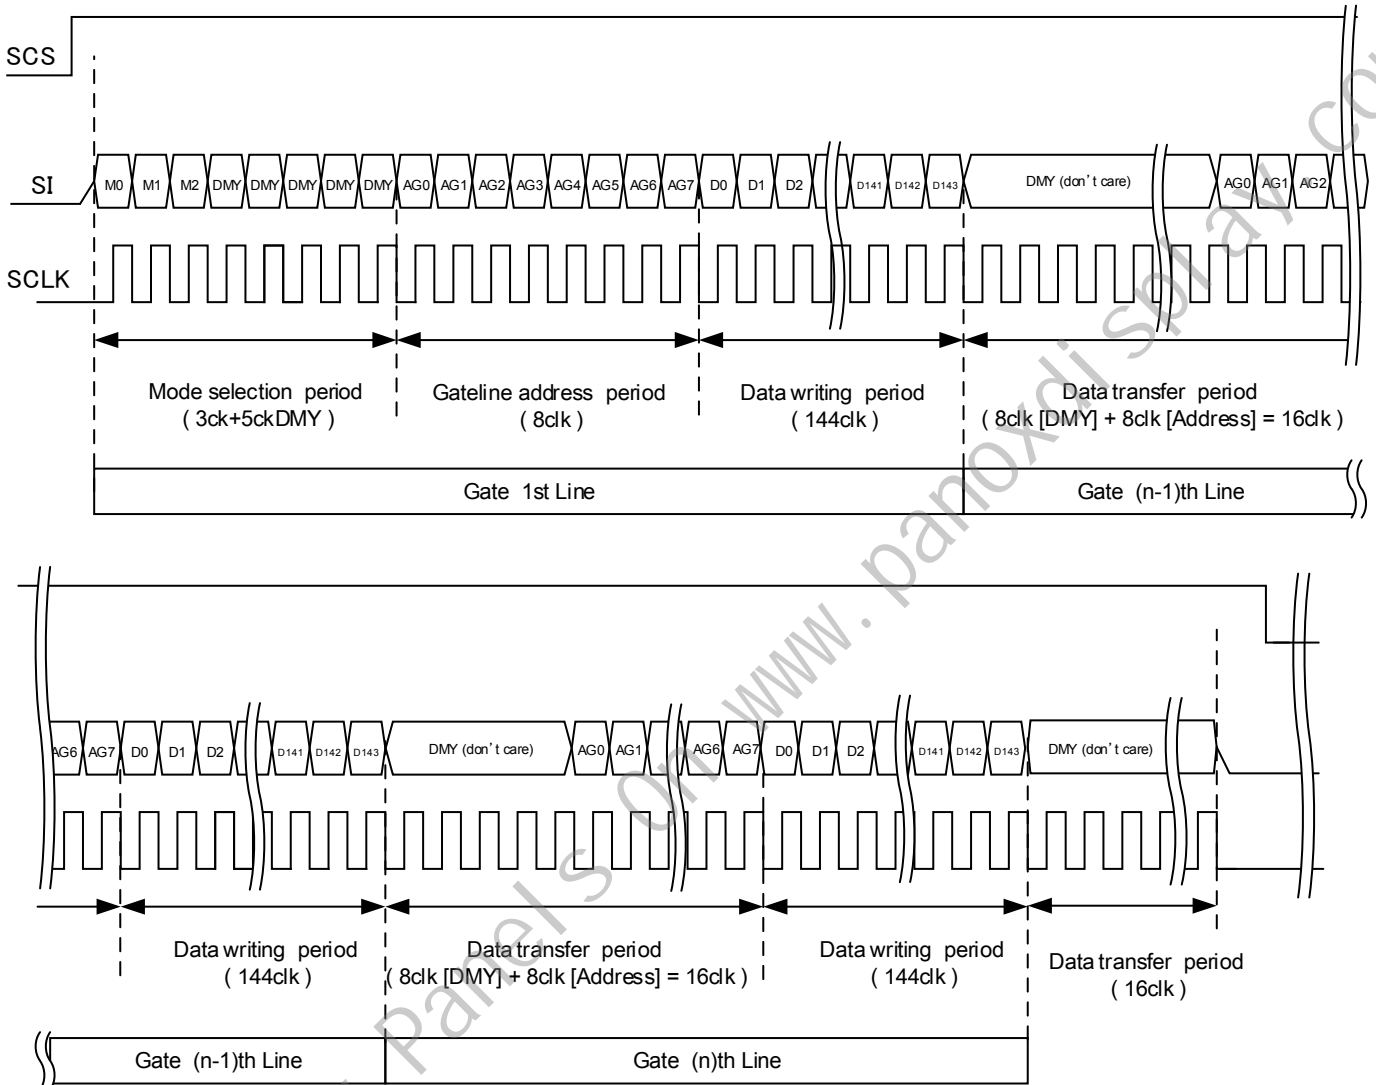 SCS
SI
M0 M1 M2 DMY DMY DMY DMY DMY AG0 AG1 AG2 AG3 AG4 AG5 AG6 AG7 D0 D1 D2 D141 D142 D143 DMY (don't care) AG0 AG1 AG2
SCLK
Mode selection period
( 3ck+5ckDMY )
Gateline address period
( 8clk )
Data writing period
( 144clk )
Data transfer period
( 8clk [DMY] + 8clk [Address] = 16clk )
Gate 1st Line
Gate (n-1)th Line
AG6 AG7 D0 D1 D2 D141 D142 D143 DMY (don't care) AG0 AG1 AG6 AG7 D0 D1 D2 D141 D142 D143 DMY (don't care)
Data writing period
( 144clk )
Data transfer period
( 8clk [DMY] + 8clk [Address] = 16clk )
Data writing period
( 144clk )
Data transfer period
( 16clk )
Gate (n-1)th Line
Gate (n)th Line
Panels On www.panoxdisplay.co